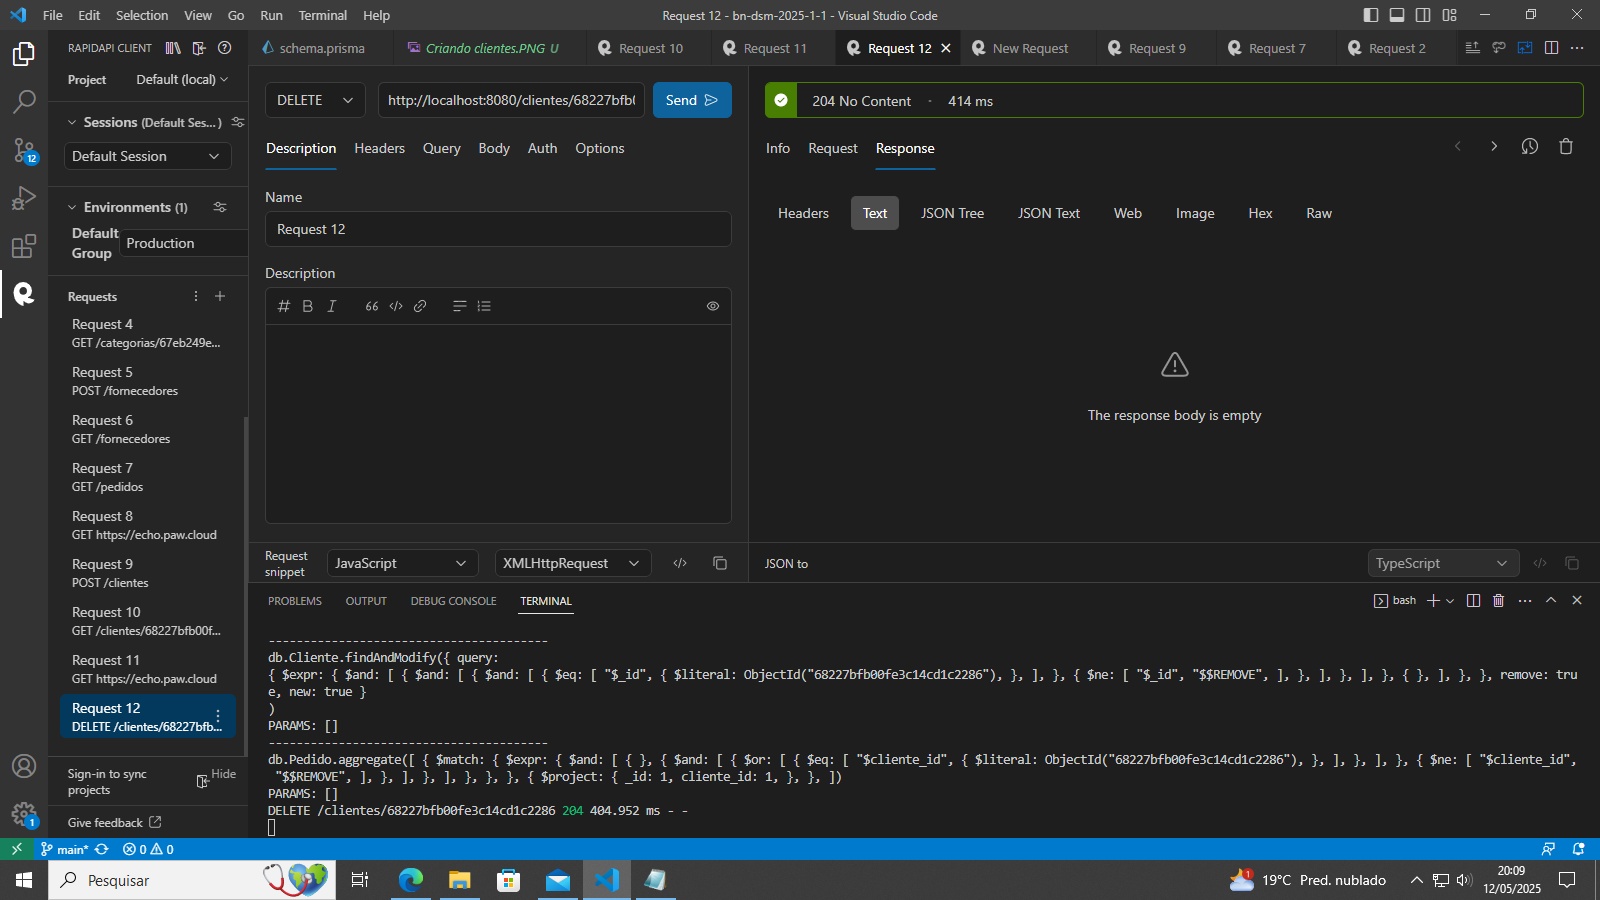 File Edit Selection View Go Run Terminal Help
Request 12 - bn-dsm-2025-1-1 - Visual Studio Code
RAPIDAPI CLIENT
schema.prisma
Criando clientes.PNG U
Request 10
Request 11
Request 12
New Request
Request 9
Request 7
Request 2
Project Default (local)
Sessions (Default Ses... )
Default Session
Environments (1)
Default Group
Production
Requests
Request 4
GET /categorias/67eb249e...
Request 5
POST /fornecedores
Request 6
GET /fornecedores
Request 7
GET /pedidos
Request 8
GET https://echo.paw.cloud
Request 9
POST /clientes
Request 10
GET /clientes/68227bfb00f...
Request 11
GET https://echo.paw.cloud
Request 12
DELETE /clientes/68227bfb...
Sign-in to sync projects
Hide
Give feedback
12
1
DELETE
http://localhost:8080/clientes/68227bfb0
Send
Description Headers Query Body Auth Options
Name
Request 12
Description
Request snippet
JavaScript
XMLHttpRequest
204 No Content - 414 ms
Info Request Response
Headers Text JSON Tree JSON Text Web Image Hex Raw
The response body is empty
JSON to
TypeScript
PROBLEMS OUTPUT DEBUG CONSOLE TERMINAL
bash
----------------------------------------
db.Cliente.findAndModify({ query:
{ $expr: { $and: [ { $and: [ { $and: [ { $eq: [ "$_id", { $literal: ObjectId("68227bfb00fe3c14cd1c2286"), }, ], }, { $ne: [ "$_id", "$$REMOVE", ], }, ], }, ], }, { }, ], }, }, remove: tru
e, new: true }
)
PARAMS: []
----------------------------------------
db.Pedido.aggregate([ { $match: { $expr: { $and: [ { }, { $and: [ { $or: [ { $eq: [ "$cliente_id", { $literal: ObjectId("68227bfb00fe3c14cd1c2286"), }, ], }, ], }, { $ne: [ "$cliente_id",
"$$REMOVE", ], }, ], }, ], }, }, }, { $project: { _id: 1, cliente_id: 1, }, }, ])
PARAMS: []
DELETE /clientes/68227bfb00fe3c14cd1c2286 204 404.952 ms - -
main* 0 0
Pesquisar
1
19°C Pred. nublado
20:09
12/05/2025